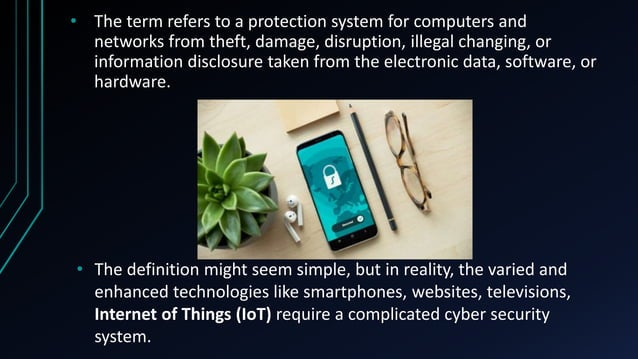 • The term refers to a protection system for computers and
networks from theft, damage, disruption, illegal changing, or
information disclosure taken from the electronic data, software, or
hardware.
• The definition might seem simple, but in reality, the varied and
enhanced technologies like smartphones, websites, televisions,
Internet of Things (IoT) require a complicated cyber security
system.